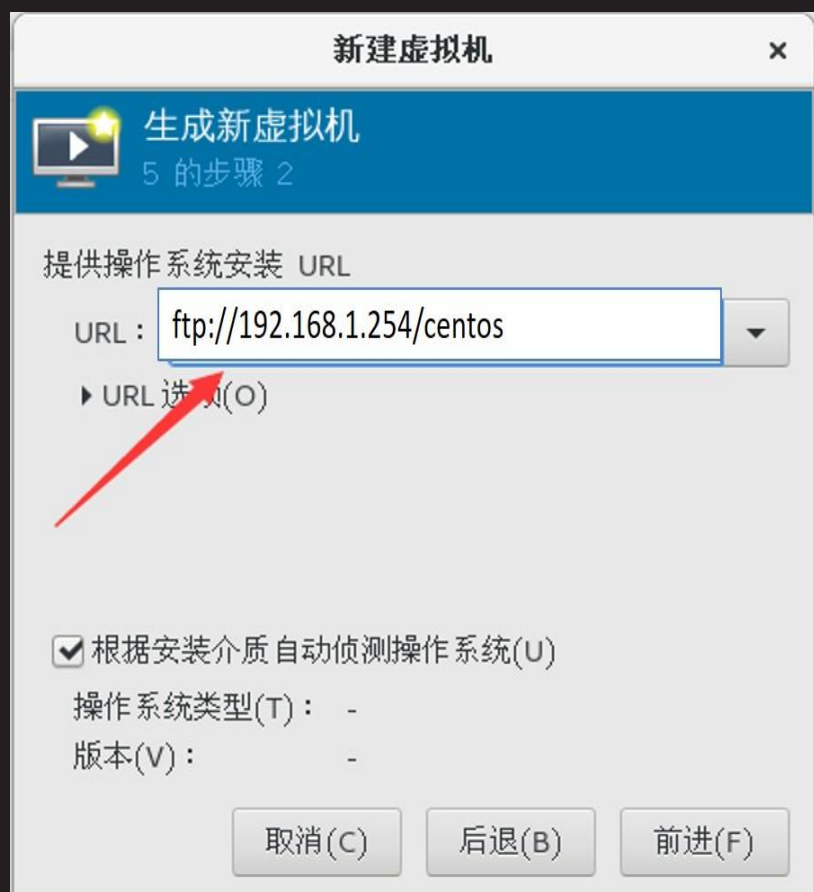 新建虚拟机 ×
生成新虚拟机
5 的步骤 2
提供操作系统安装 URL
URL： ftp://192.168.1.254/centos
URL 选项(O)
根据安装介质自动侦测操作系统(U)
操作系统类型(T)： -
版本(V)： -
取消(C) 后退(B) 前进(F)